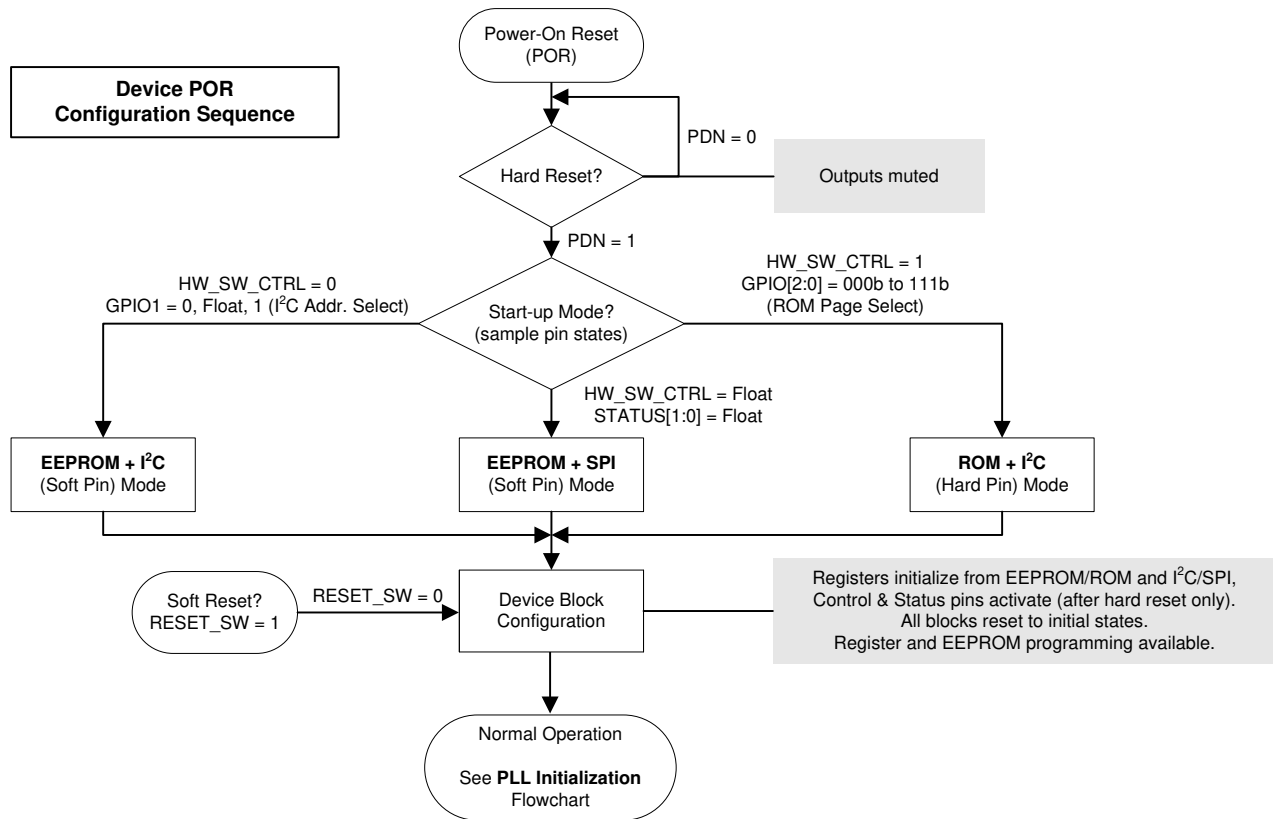 Power-On Reset
(POR)
Device POR
Configuration Sequence
PDN = 0
Hard Reset?
Outputs muted
PDN = 1
HW_SW_CTRL = 0
GPIO1 = 0, Float, 1 (I²C Addr. Select)
HW_SW_CTRL = 1
GPIO[2:0] = 000b to 111b
(ROM Page Select)
Start-up Mode?
(sample pin states)
HW_SW_CTRL = Float
STATUS[1:0] = Float
EEPROM + I²C
(Soft Pin) Mode
EEPROM + SPI
(Soft Pin) Mode
ROM + I²C
(Hard Pin) Mode
Soft Reset?
RESET_SW = 1
RESET_SW = 0
Device Block
Configuration
Registers initialize from EEPROM/ROM and I²C/SPI,
Control & Status pins activate (after hard reset only).
All blocks reset to initial states.
Register and EEPROM programming available.
Normal Operation
See PLL Initialization
Flowchart